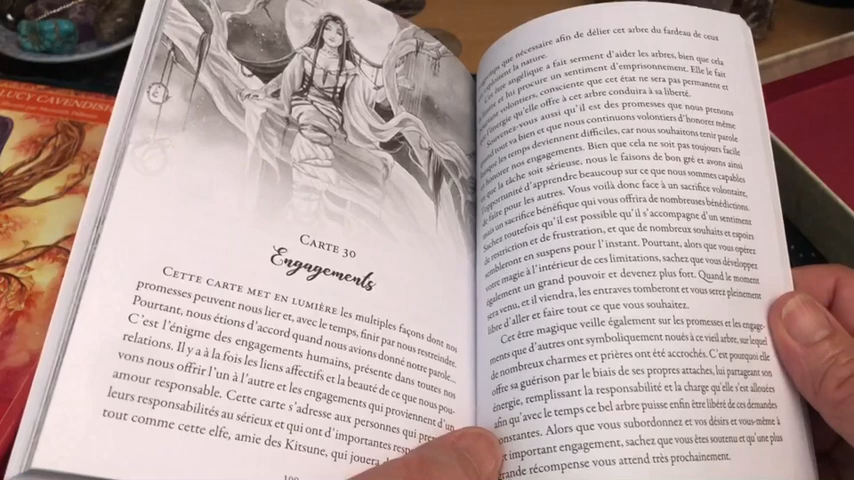 LUCY CAVENDISH
CARTE 30
Engagements
CETTE CARTE MET EN LUMIÈRE les multiples façons dont nos
promesses peuvent nous lier et, avec le temps, finir par nous restreindre.
Pourtant, nous étions d'accord quand nous avions donné notre parole...
C'est l'énigme des engagements humains, présente dans toutes nos
relations. Il y a à la fois les liens affectifs et la beauté de ce que nous pou-
vons nous offrir l'un à l'autre et les engagements qui proviennent d'un
amour responsable. Cette carte s'adresse aux personnes qui
leurs responsabilités au sérieux et qui ont d'importantes
tout comme cette elfe, amie des Kitsune, qui jouera
que nécessaire afin de délier cet arbre du fardeau de ceux
la nature.
être angélique a fait serment d'aider les arbres, bien que cela
et lui procure un sentiment d'emprisonnement. Elle le fait
volontiers, consciente que cet état ne sera pas permanent et
l'énergie qu'elle offre à cet arbre conduira à sa liberté.
Souvenez-vous aussi qu'il est des promesses que nous prenons
quand tout va bien et que nous continuons volontiers d'honorer même
lorsque les temps deviennent difficiles, car nous souhaitons tenir parole
et honorer nos engagements. Bien que cela ne soit pas toujours facile
et que la tâche soit sérieuse, nous le faisons de bon gré et avons ainsi
l'opportunité d'apprendre beaucoup sur ce que nous sommes capables
de faire pour les autres. Vous voilà donc face à un sacrifice volontaire,
mais un sacrifice bénéfique qui vous offrira de nombreuses bénédictions.
Sachez toutefois qu'il est possible qu'il s'accompagne d'un sentiment
de restriction et de frustration, et que de nombreux souhaits et espoirs
sembleront en suspens pour l'instant. Pourtant, alors que vous opérez
votre magie à l'intérieur de ces limitations, sachez que vous développez
également un grand pouvoir et devenez plus fort. Quand le moment
sera venu, et il viendra, les entraves tomberont et vous serez pleinement
libre d'aller et faire tout ce que vous souhaitez.
Cet être magique veille également sur les promesses et les engage-
ments que d'autres ont symboliquement noués à ce vieil arbre, sur lequel
de nombreux charmes et prières ont été accrochés. C'est pourquoi elle
offre sa guérison par le biais de ses propres attaches, lui partageant son
énergie, remplissant la responsabilité et la charge qu'elle s'est allouées
afin qu'avec le temps ce bel arbre puisse enfin être libéré de ces demandes
constantes. Alors que vous subordonnez et vos désirs et vous-même à
important engagement, sachez que vous êtes soutenu et qu'une plus
grande récompense vous attend très prochainement.